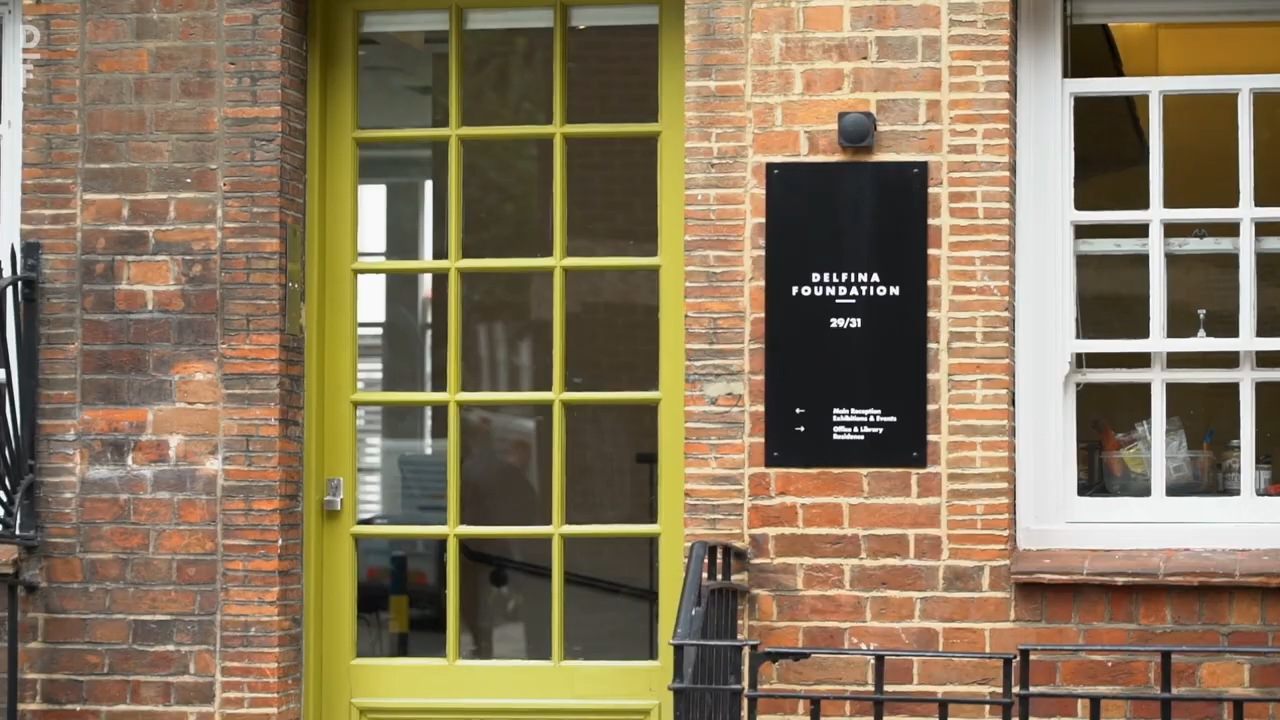 D
F
DELFINA
FOUNDATION
29/31
← Main Reception
Exhibitions & Events
→ Office & Library
Residence